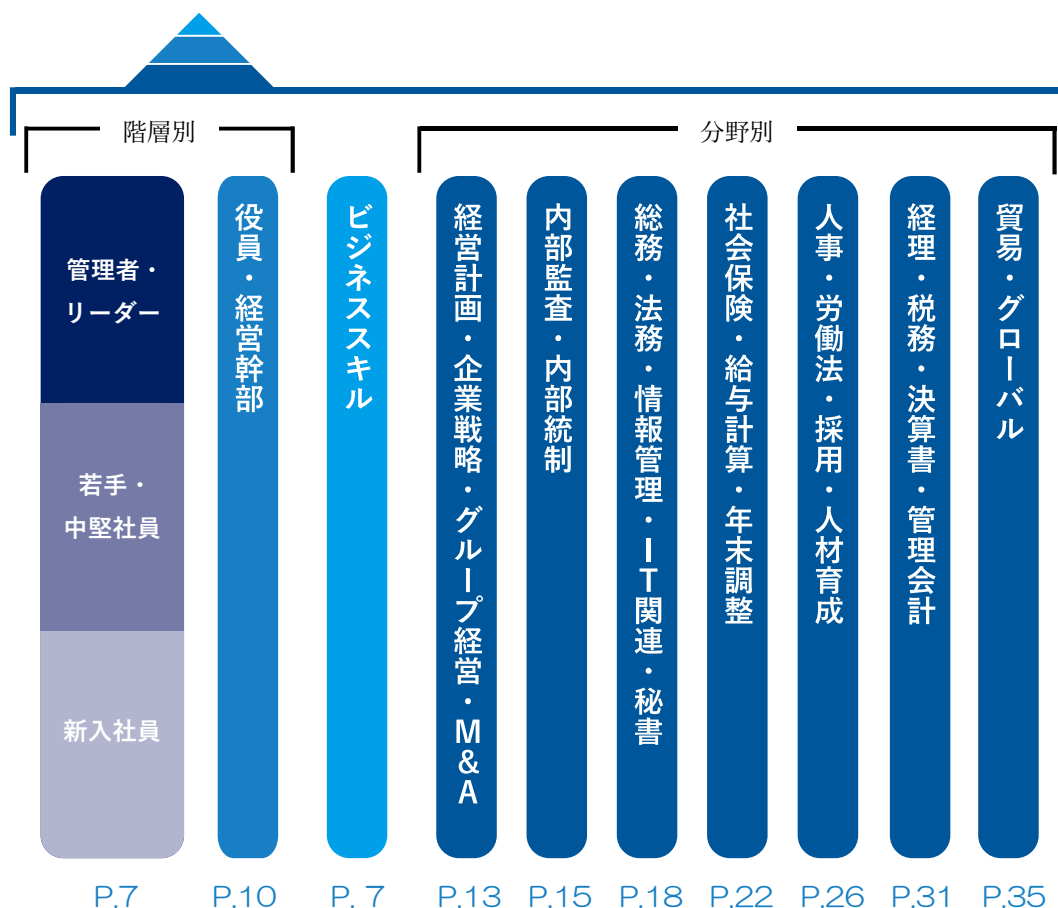 階層別
分野別
管理者・
リーダー
若手・
中堅社員
新入社員
役員・経営幹部
ビジネススキル
経営計画・企業戦略・グループ経営・M&A
内部監査・内部統制
総務・法務・情報管理・IT関連・秘書
社会保険・給与計算・年末調整
人事・労働法・採用・人材育成
経理・税務・決算書・管理会計
貿易・グローバル
P.7
P.10
P. 7
P.13
P.15
P.18
P.22
P.26
P.31
P.35